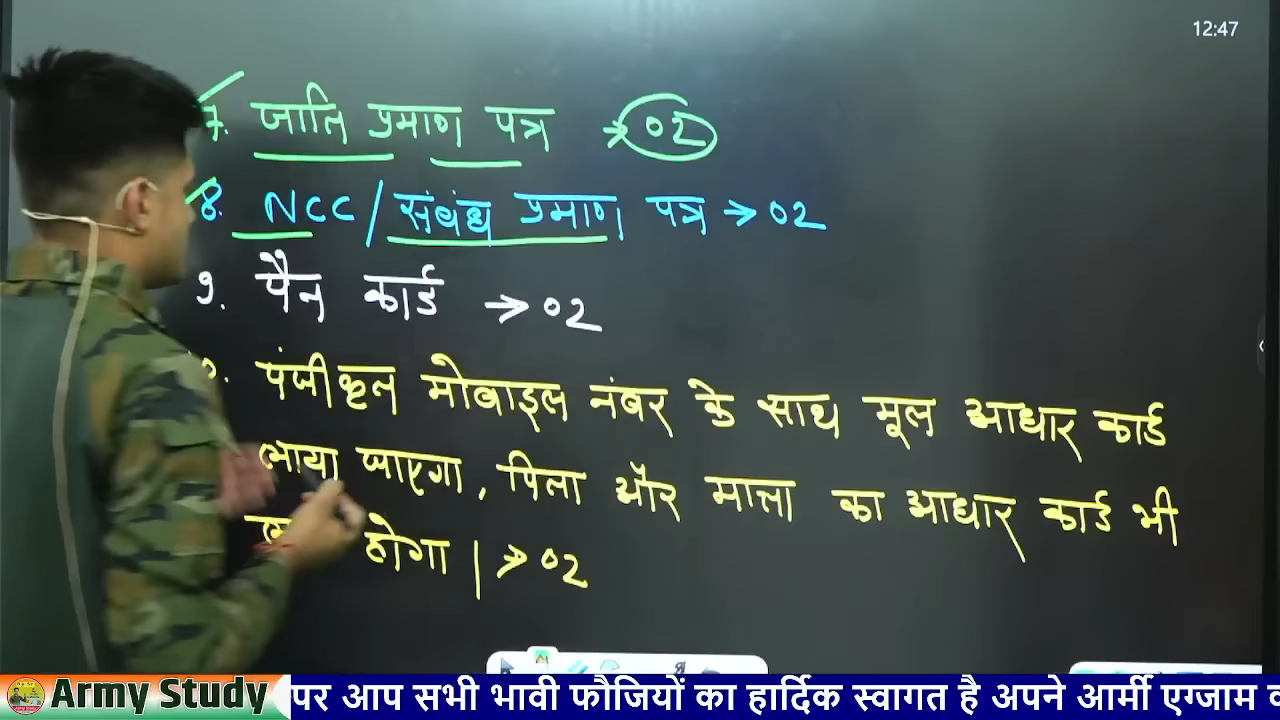 12:47
7. जाति प्रमाण पत्र → 02
8. NCC / संबंध प्रमाण पत्र → 02
9. पैन कार्ड → 02
पंजीकृत मोबाइल नंबर के साथ मूल आधार कार्ड
लाया जाएगा, पिता और माता का आधार कार्ड भी
होगा | → 02
Army Study पर आप सभी भावी फौजियों का हार्दिक स्वागत है अपने आर्मी एग्जाम